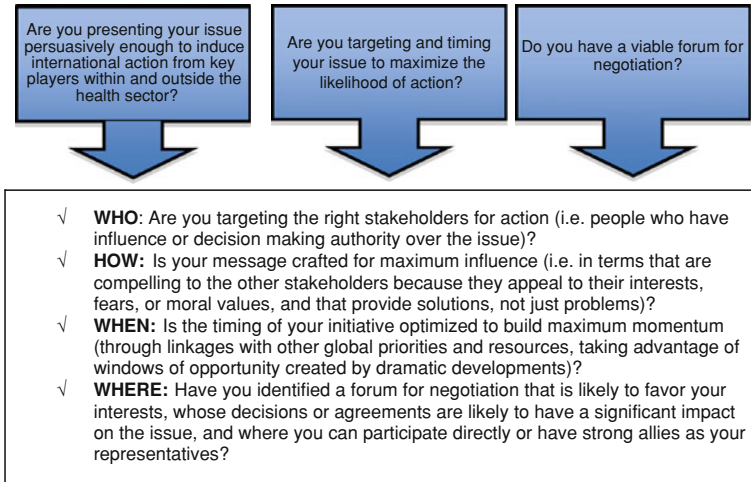 Are you presenting your issue
persuasively enough to induce
international action from key
players within and outside the
health sector?
Are you targeting and timing
your issue to maximize the
likelihood of action?
Do you have a viable forum for
negotiation?
√ WHO: Are you targeting the right stakeholders for action (i.e. people who have
influence or decision making authority over the issue)?
√ HOW: Is your message crafted for maximum influence (i.e. in terms that are
compelling to the other stakeholders because they appeal to their interests,
fears, or moral values, and that provide solutions, not just problems)?
√ WHEN: Is the timing of your initiative optimized to build maximum momentum
(through linkages with other global priorities and resources, taking advantage of
windows of opportunity created by dramatic developments)?
√ WHERE: Have you identified a forum for negotiation that is likely to favor your
interests, whose decisions or agreements are likely to have a significant impact
on the issue, and where you can participate directly or have strong allies as your
representatives?